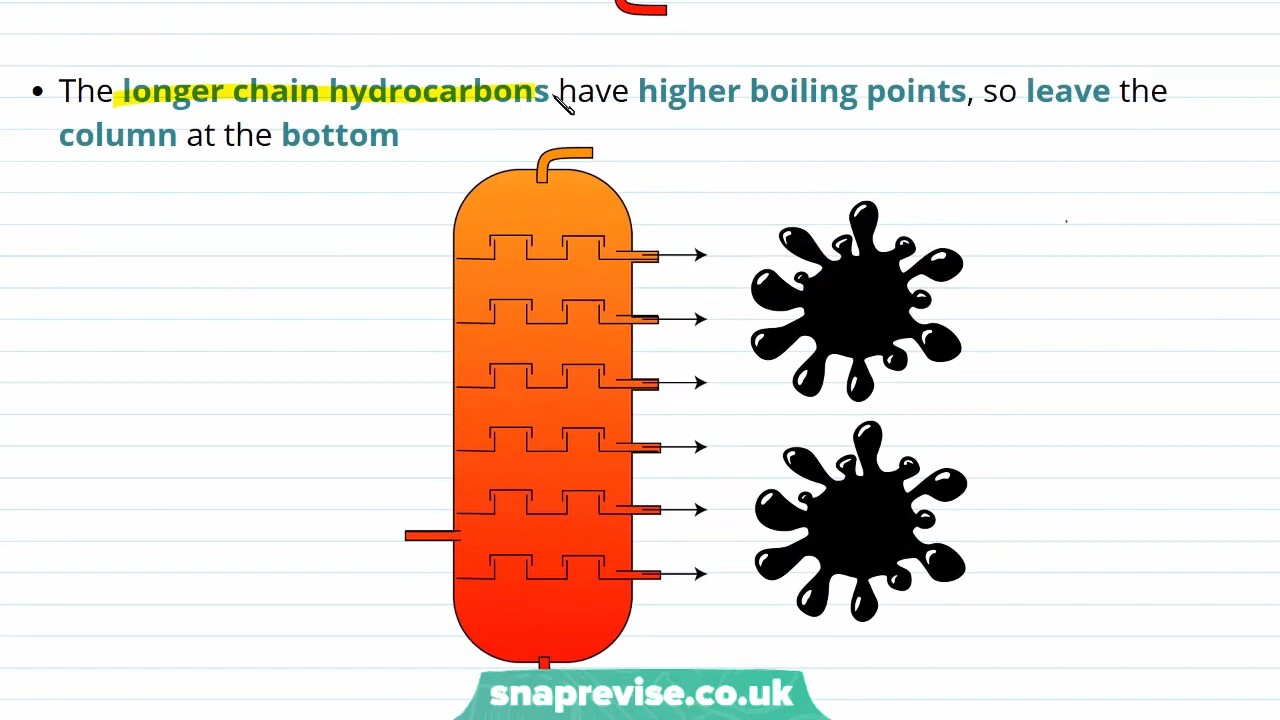 • The longer chain hydrocarbons have higher boiling points, so leave the
column at the bottom
snaprevise.co.uk